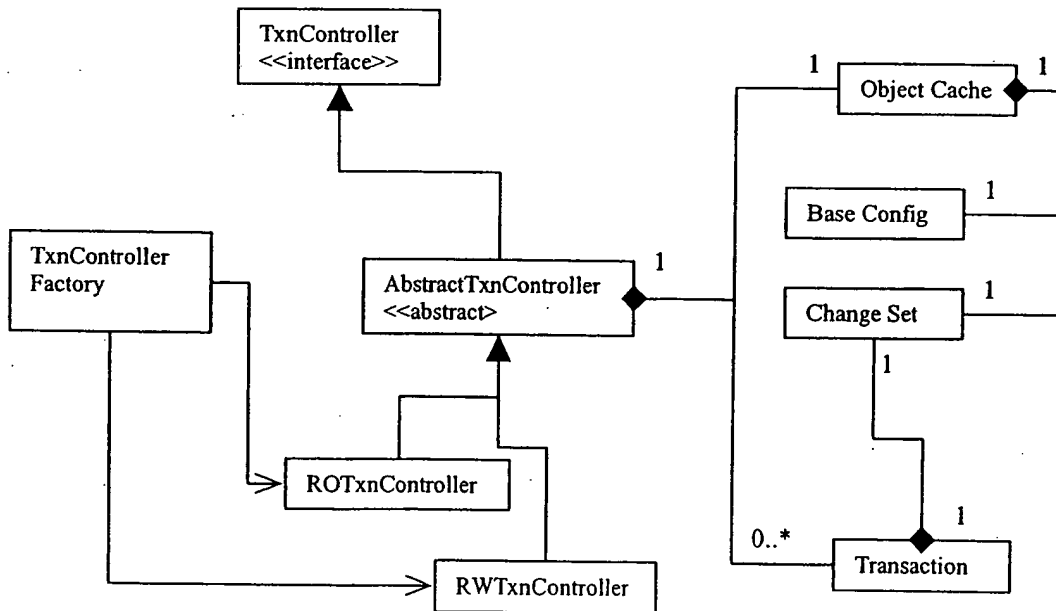 TxnController
<<interface>>
1
Object Cache
1
Base Config
1
TxnController
Factory
AbstractTxnController
<<abstract>
1
Change Set
1
1
ROTxnController
1
0..*
Transaction
RWTxnController